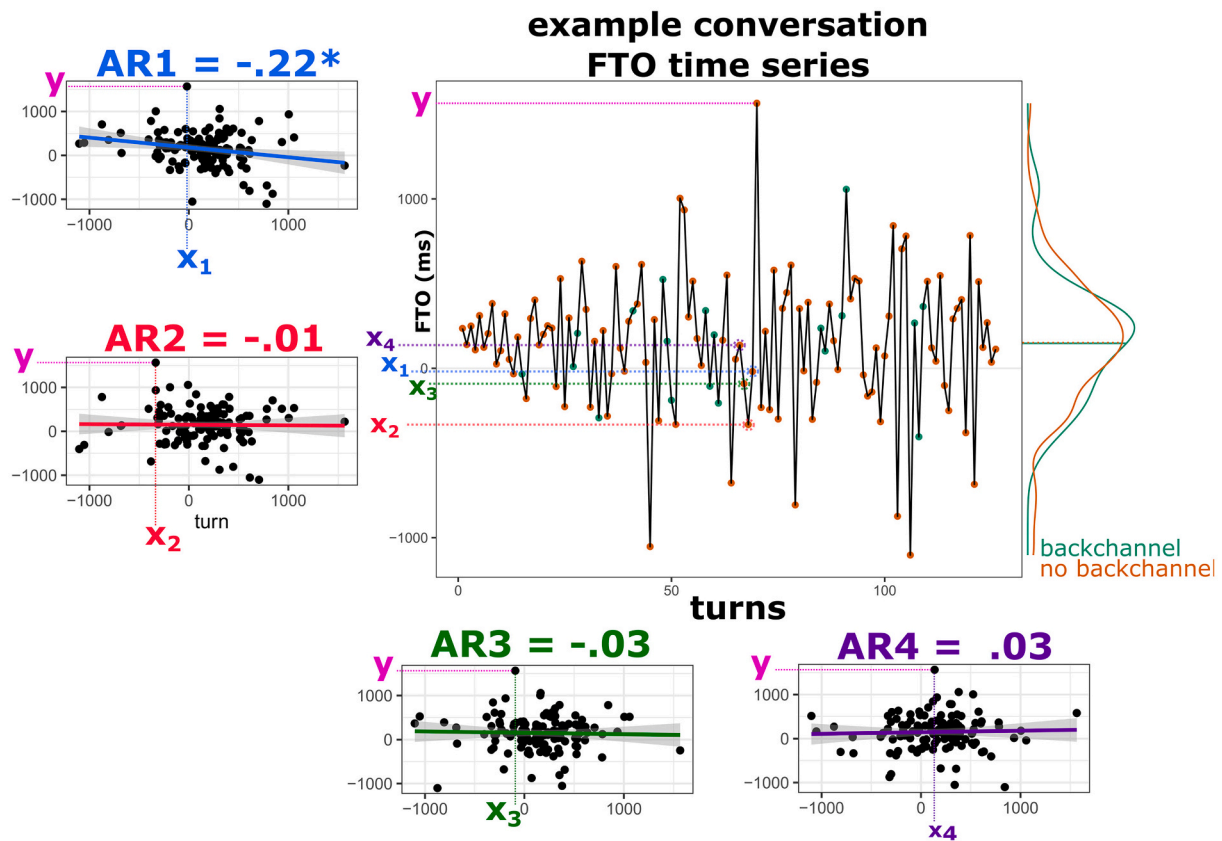 example conversation
FTO time series
AR1 = -.22*
y
1000
0
-1000
-1000 0 1000
x1
AR2 = -.01
y
1000
0
-1000
-1000 0 1000
turn
x2
y
FTO (ms)
1000
0
-1000
x4
x1
x3
x2
0 50 100
turns
backchannel
no backchannel
AR3 = -.03
y
1000
0
-1000
-1000 0 1000
x3
AR4 = .03
y
1000
0
-1000
-1000 0 1000
x4